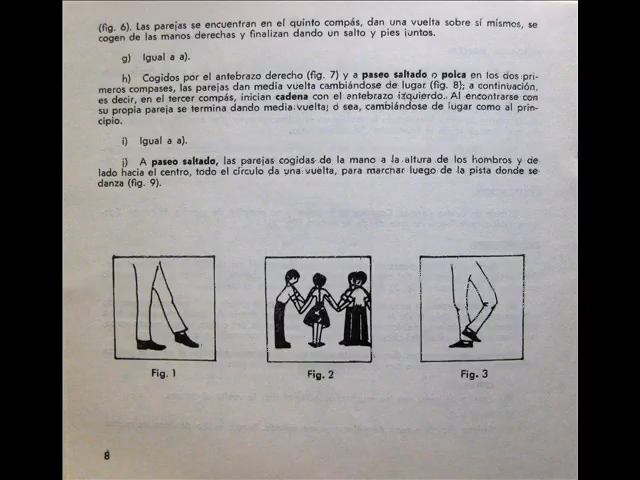 (fig. 6). Las parejas se encuentran en el quinto compás, dan una vuelta sobre sí mismos, se
cogen de las manos derechas y finalizan dando un salto y pies juntos.
g) Igual a a).
h) Cogidos por el antebrazo derecho (fig. 7) y a paseo saltado o polca en los dos pri-
meros compases, las parejas dan media vuelta cambiándose de lugar (fig. 8); a continuación,
es decir, en el tercer compás, inician cadena con el antebrazo izquierdo. Al encontrarse con
su propia pareja se termina dando media vuelta; o sea, cambiándose de lugar como al prin-
cipio.
i) Igual a a).
j) A paseo saltado, las parejas cogidas de la mano a la altura de los hombros y de
lado hacia el centro, todo el círculo da una vuelta, para marchar luego de la pista donde se
danza (fig. 9).
Fig. 1
Fig. 2
Fig. 3
8